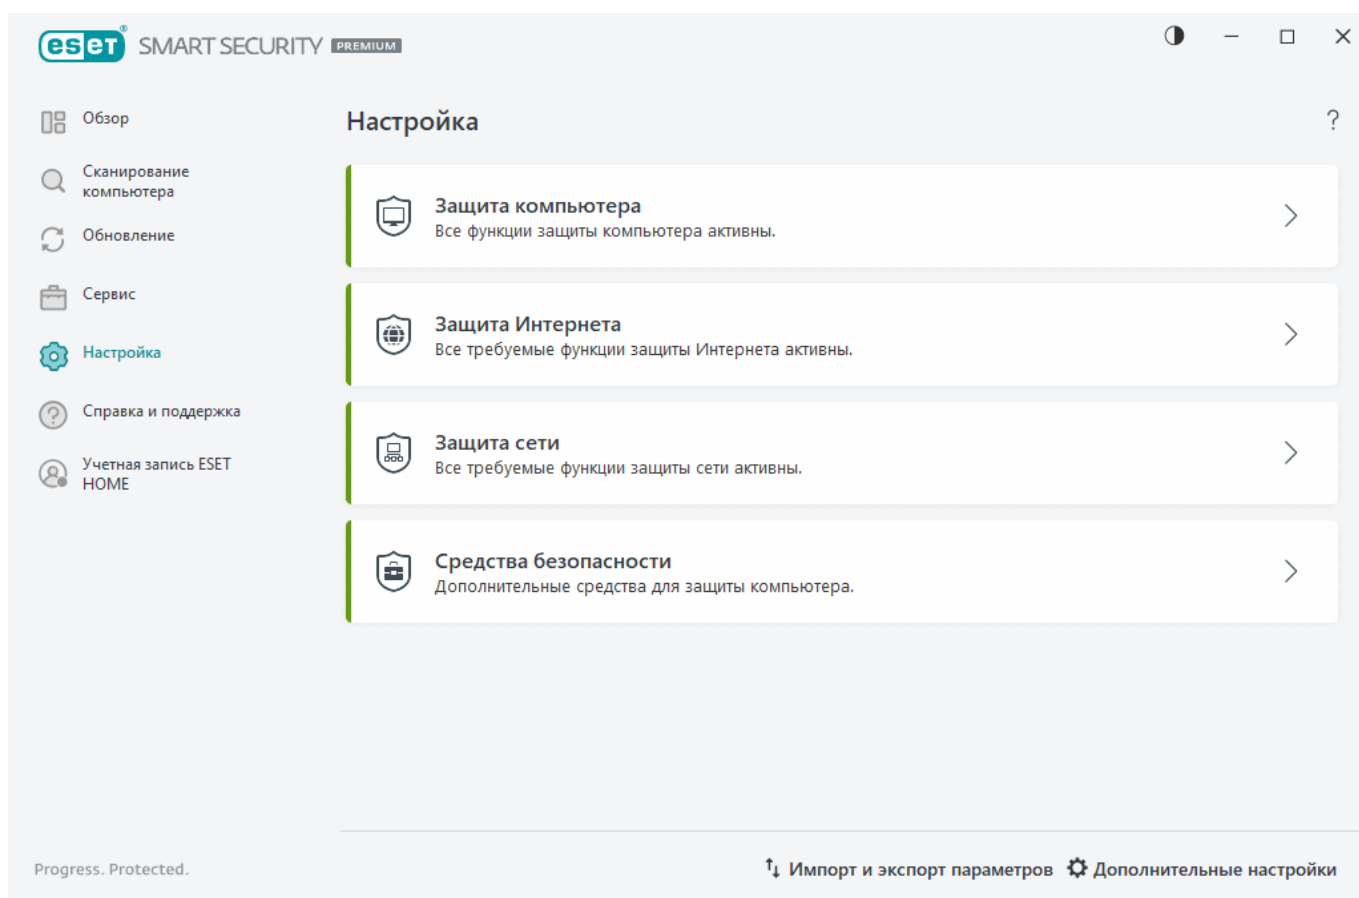 eset® SMART SECURITY PREMIUM
Обзор
Сканирование
компьютера
Обновление
Сервис
Настройка
Справка и поддержка
Учетная запись ESET
HOME
Настройка
?
Защита компьютера
Все функции защиты компьютера активны.
Защита Интернета
Все требуемые функции защиты Интернета активны.
Защита сети
Все требуемые функции защиты сети активны.
Средства безопасности
Дополнительные средства для защиты компьютера.
Progress. Protected.
Импорт и экспорт параметров
Дополнительные настройки